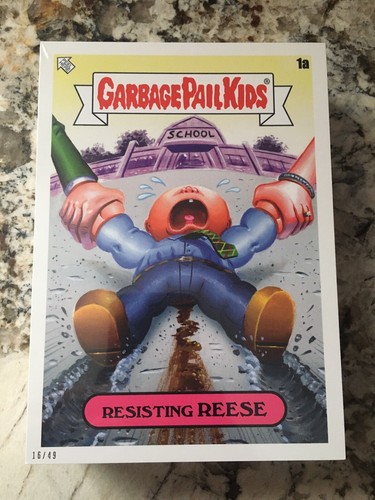 1a
GARBAGE PAIL KIDS®
SCHOOL
RESISTING REESE
16/49